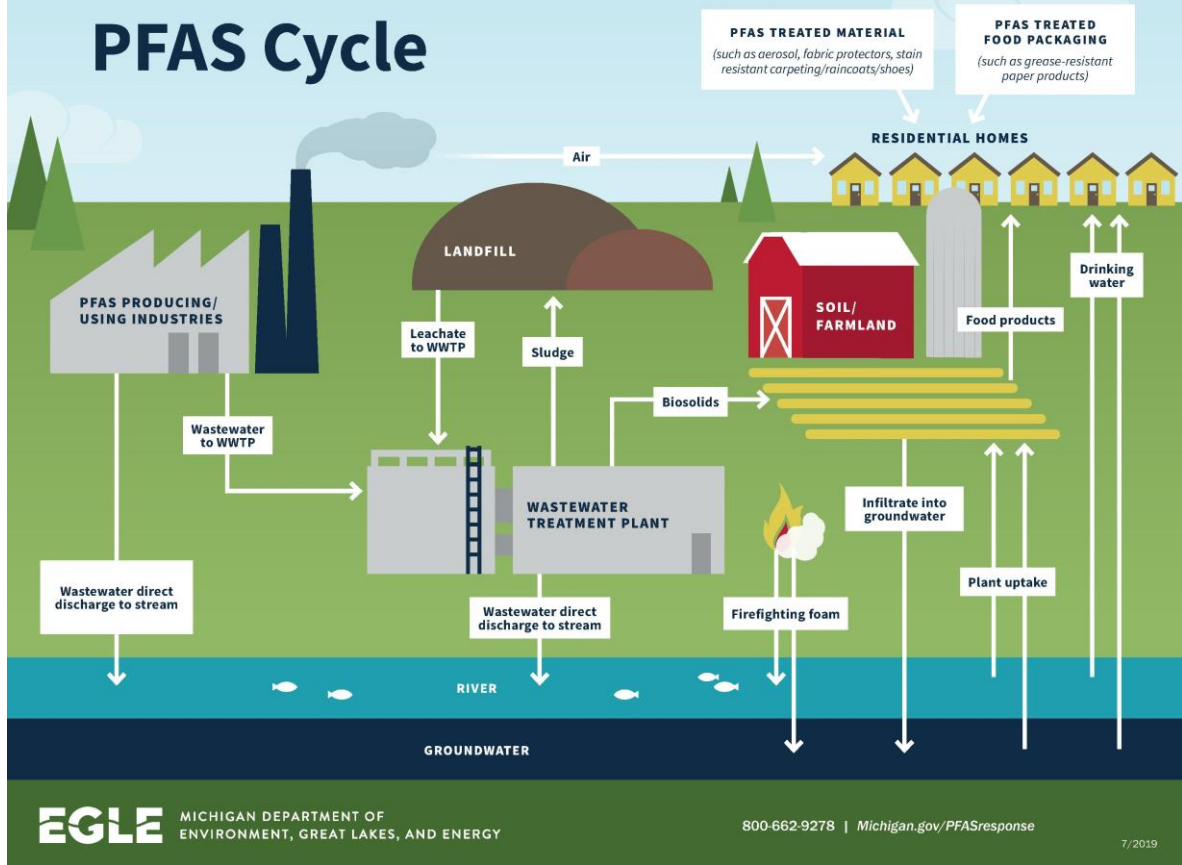 PFAS Cycle
PFAS TREATED MATERIAL
(such as aerosol, fabric protectors, stain
resistant carpeting/raincoats/shoes)
PFAS TREATED
FOOD PACKAGING
(such as grease-resistant
paper products)
RESIDENTIAL HOMES
Air
LANDFILL
PFAS PRODUCING/
USING INDUSTRIES
SOIL/
FARMLAND
Drinking
water
Food products
Leachate
to WWTP
Sludge
Biosolids
Wastewater
to WWTP
WASTEWATER
TREATMENT PLANT
Infiltrate into
groundwater
Plant uptake
Wastewater direct
discharge to stream
Wastewater direct
discharge to stream
Firefighting foam
RIVER
GROUNDWATER
EGLE
MICHIGAN DEPARTMENT OF
ENVIRONMENT, GREAT LAKES, AND ENERGY
800-662-9278 | Michigan.gov/PFASresponse
7/2019